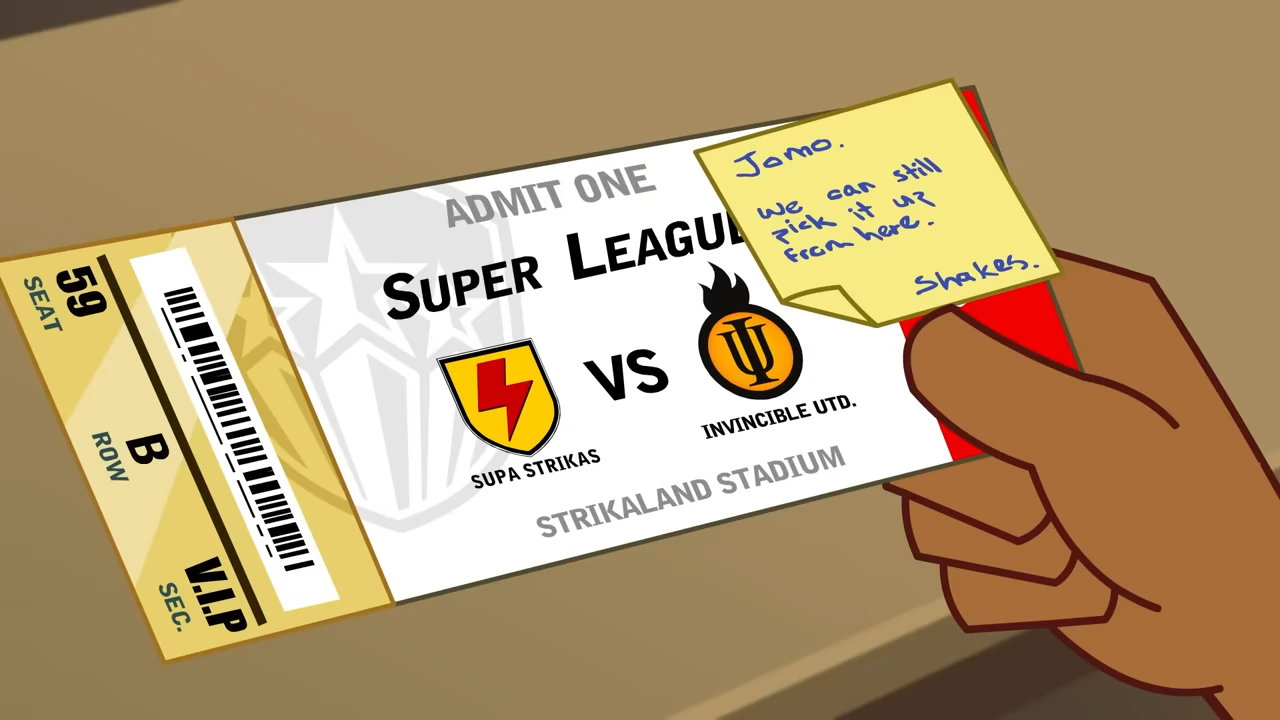 ADMIT ONE
SUPER LEAGUE
VS
SUPA STRIKAS
INVINCIBLE UTD.
STRIKALAND STADIUM
59
SEAT
B
ROW
V.I.P
SEC.
Jomo.
We can still
pick it up
from here.
Shakes.